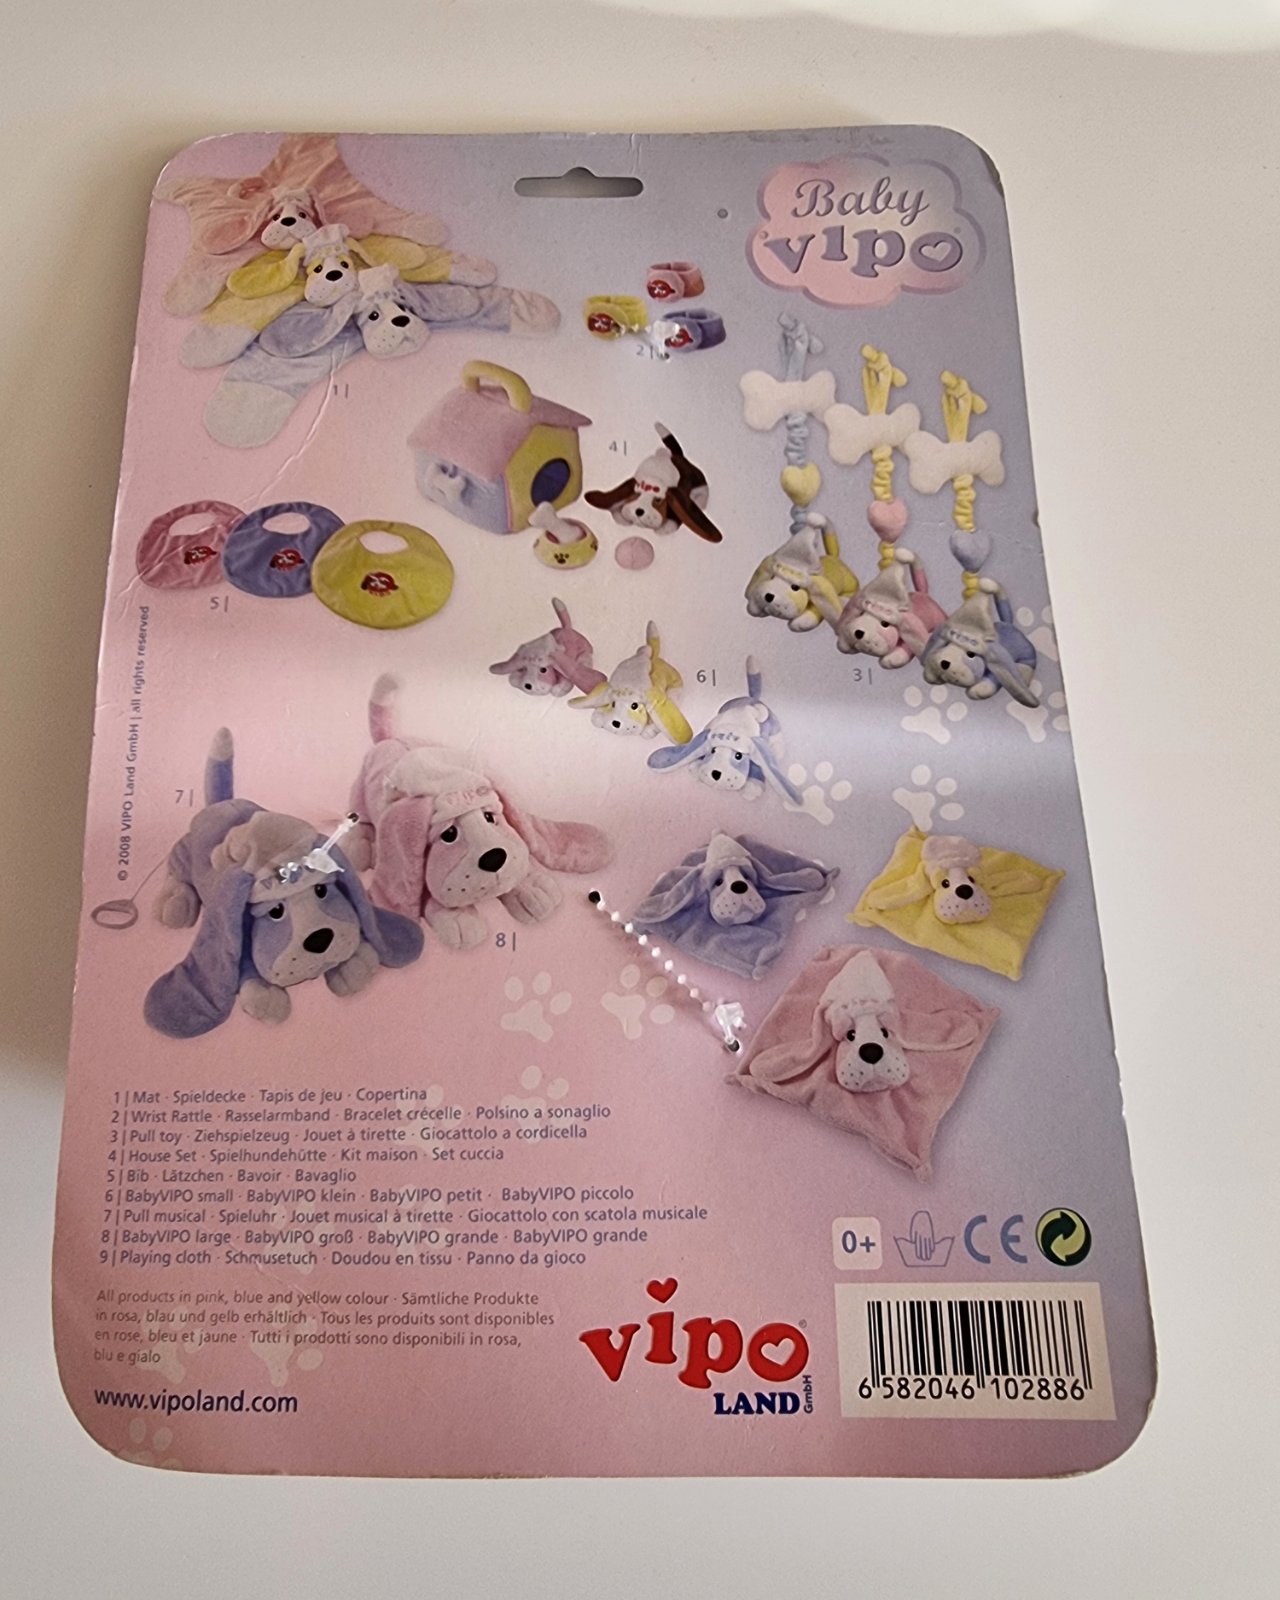 Baby
vipo
1|
2|
4|
vipo
5|
6|
3|
7|
8|
© 2008 VIPO Land GmbH | all rights reserved
1| Mat · Spieldecke · Tapis de jeu · Copertina
2| Wrist Rattle · Rasselarmband · Bracelet crécelle · Polsino a sonaglio
3| Pull toy · Ziehspielzeug · Jouet à tirette · Giocattolo a cordicella
4| House Set · Spielhundehütte · Kit maison · Set cuccia
5| Bib · Lätzchen · Bavoir · Bavaglio
6| BabyVIPO small · BabyVIPO klein · BabyVIPO petit · BabyVIPO piccolo
7| Pull musical · Spieluhr · Jouet musical à tirette · Giocattolo con scatola musicale
8| BabyVIPO large · BabyVIPO groß · BabyVIPO grande · BabyVIPO grande
9| Playing cloth · Schmusetuch · Doudou en tissu · Panno da gioco
0+ CE
All products in pink, blue and yellow colour · Sämtliche Produkte
in rosa, blau und gelb erhältlich · Tous les produits sont disponibles
en rose, bleu et jaune · Tutti i prodotti sono disponibili in rosa,
blu e gialo
www.vipoland.com
vipo®
LAND GmbH
6 582046 102886